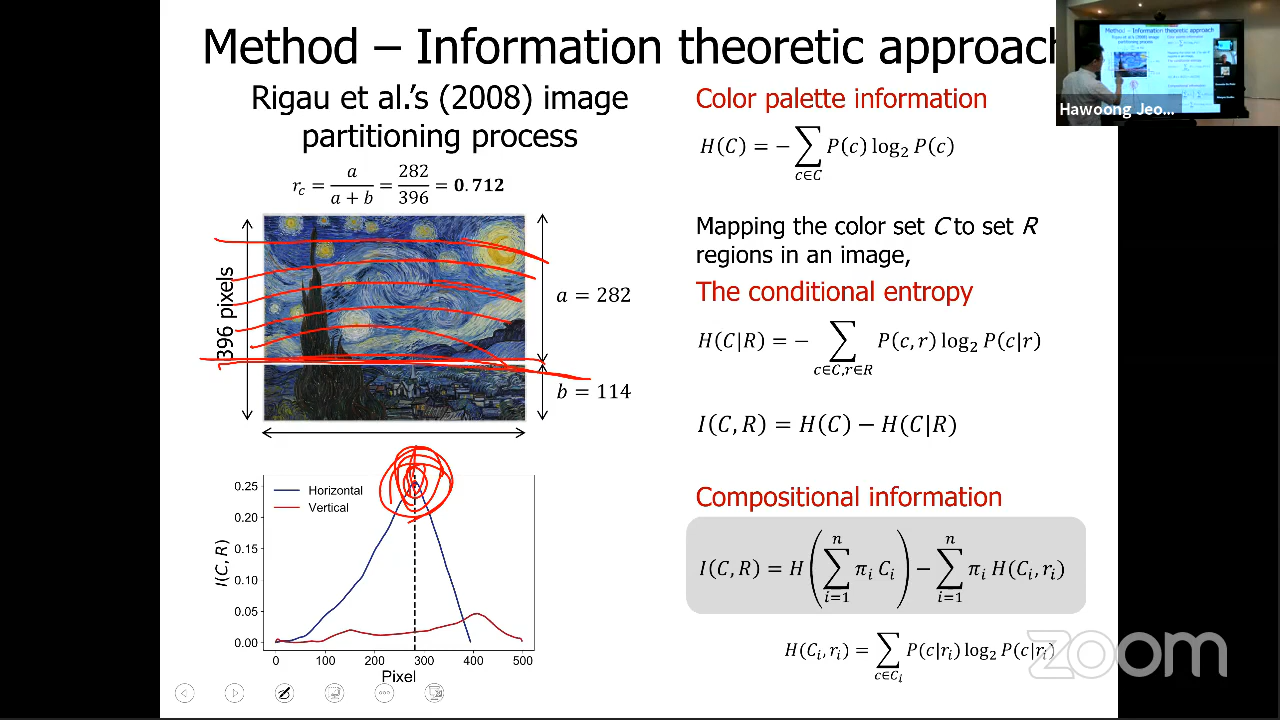 Method – Information theoretic approach
Rigau et al.'s (2008) image
partitioning process
r_c = a / (a + b) = 282 / 396 = 0.712
396 pixels
a = 282
b = 114
0.25
0.20
0.15
0.10
0.05
0.00
I(C, R)
Horizontal
Vertical
0 100 200 300 400 500
Pixel
Color palette information
H(C) = − ∑_{c∈C} P(c) log₂ P(c)
Mapping the color set C to set R
regions in an image,
The conditional entropy
H(C|R) = − ∑_{c∈C,r∈R} P(c, r) log₂ P(c|r)
I(C, R) = H(C) − H(C|R)
Compositional information
I(C, R) = H(∑_{i=1}^{n} π_i C_i) − ∑_{i=1}^{n} π_i H(C_i, r_i)
H(C_i, r_i) = ∑_{c∈C_i} P(c|r_i) log₂ P(c|r_i)
Hawoong Jeo...
zoom